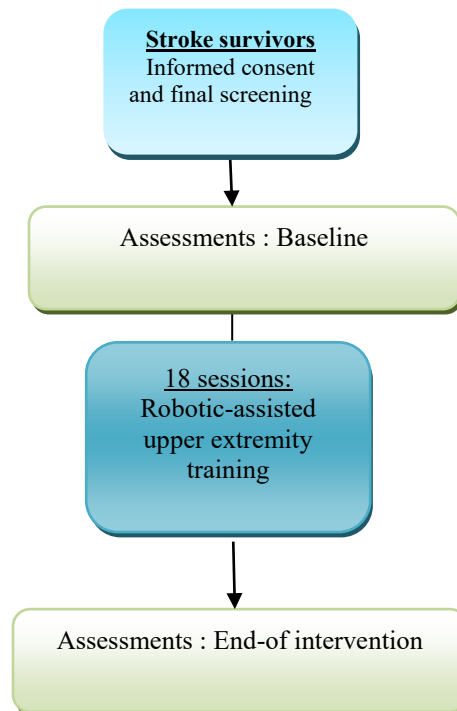 Stroke survivors
Informed consent
and final screening
Assessments : Baseline
18 sessions:
Robotic-assisted
upper extremity
training
Assessments : End-of intervention